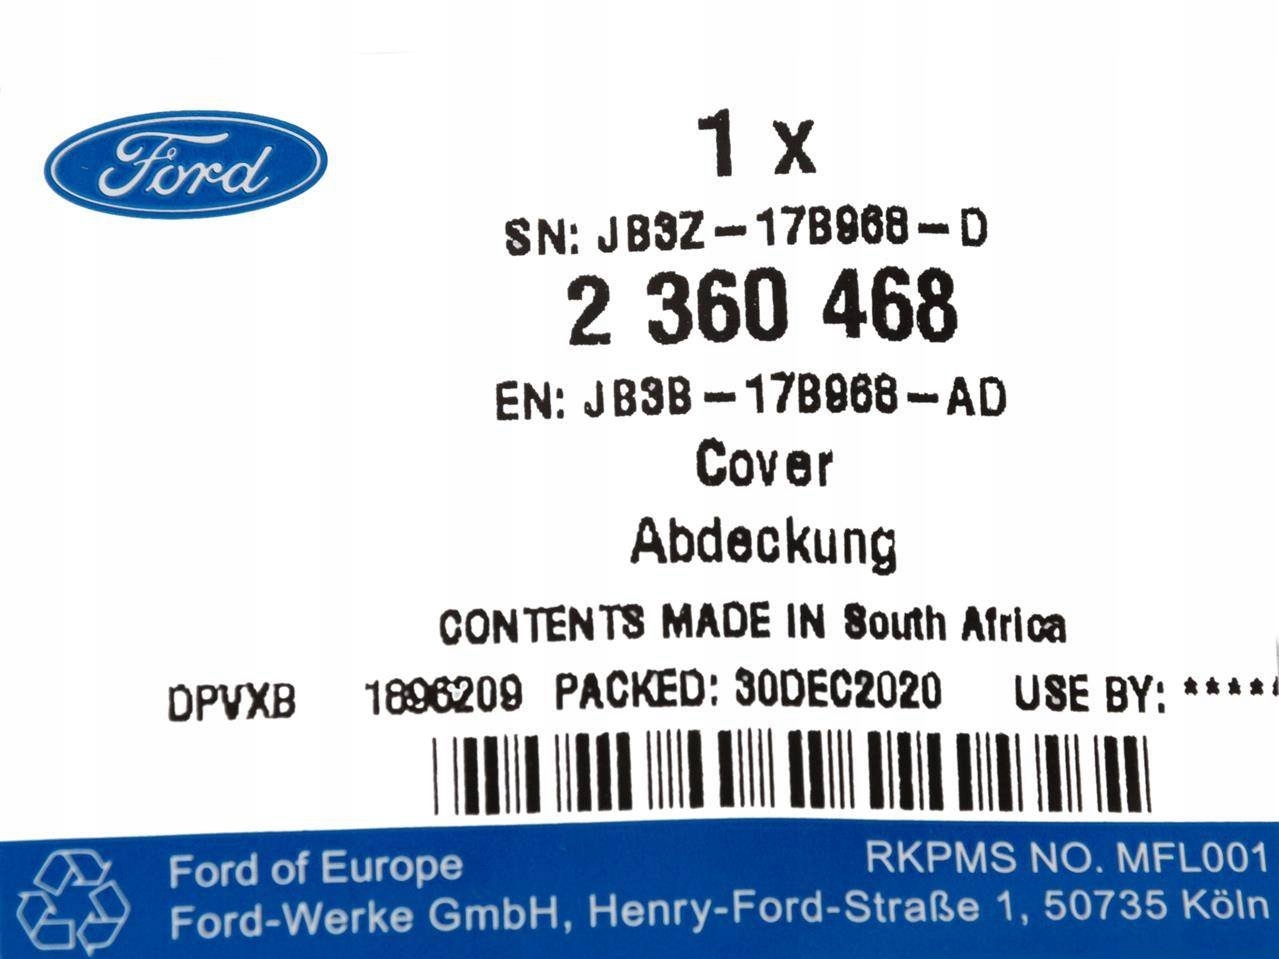 Ford
1 x
SN: JB3Z-17B968-D
2 360 468
EN: JB3B-17B968-AD
Cover
Abdeckung
CONTENTS MADE IN South Africa
DPVXB 1896209 PACKED: 30DEC2020 USE BY: *****
Ford of Europe RKPMS NO. MFL001
Ford-Werke GmbH, Henry-Ford-Straße 1, 50735 Köln